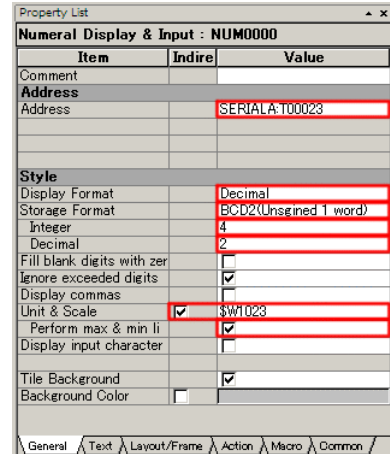 Property List
Numeral Display & Input : NUM0000
Item Indire Value
Comment
Address
Address SERIALA:T00023
Style
Display Format Decimal
Storage Format BCD2(Unsgined 1 word)
Integer 4
Decimal 2
Fill blank digits with zer
Ignore exceeded digits
Display commas
Unit & Scale $W1023
Perform max & min li
Display input character
Tile Background
Background Color
General Text Layout/Frame Action Macro Common